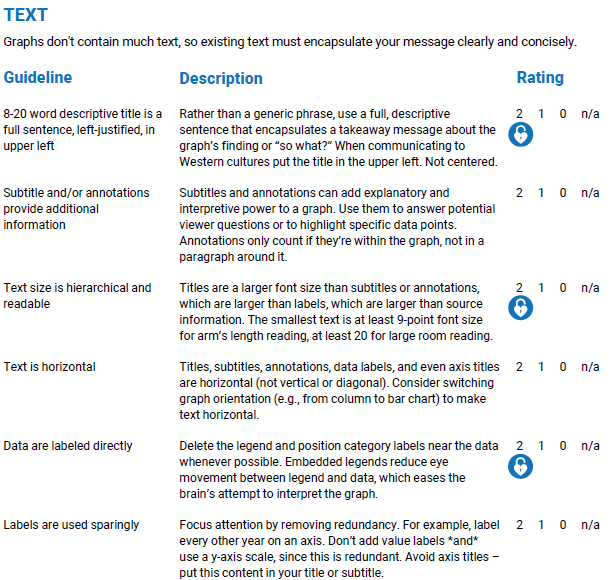 TEXT
Graphs don't contain much text, so existing text must encapsulate your message clearly and concisely.
Guideline Description Rating
8-20 word descriptive title is a
full sentence, left-justified, in
upper left
Rather than a generic phrase, use a full, descriptive
sentence that encapsulates a takeaway message about the
graph's finding or “so what?” When communicating to
Western cultures put the title in the upper left. Not centered.
2 1 0 n/a
Subtitle and/or annotations
provide additional
information
Subtitles and annotations can add explanatory and
interpretive power to a graph. Use them to answer potential
viewer questions or to highlight specific data points.
Annotations only count if they're within the graph, not in a
paragraph around it.
2 1 0 n/a
Text size is hierarchical and
readable
Titles are a larger font size than subtitles or annotations,
which are larger than labels, which are larger than source
information. The smallest text is at least 9-point font size
for arm's length reading, at least 20 for large room reading.
2 1 0 n/a
Text is horizontal
Titles, subtitles, annotations, data labels, and even axis titles
are horizontal (not vertical or diagonal). Consider switching
graph orientation (e.g., from column to bar chart) to make
text horizontal.
2 1 0 n/a
Data are labeled directly
Delete the legend and position category labels near the data
whenever possible. Embedded legends reduce eye
movement between legend and data, which eases the
brain's attempt to interpret the graph.
2 1 0 n/a
Labels are used sparingly
Focus attention by removing redundancy. For example, label
every other year on an axis. Don't add value labels *and*
use a y-axis scale, since this is redundant. Avoid axis titles –
put this content in your title or subtitle.
2 1 0 n/a